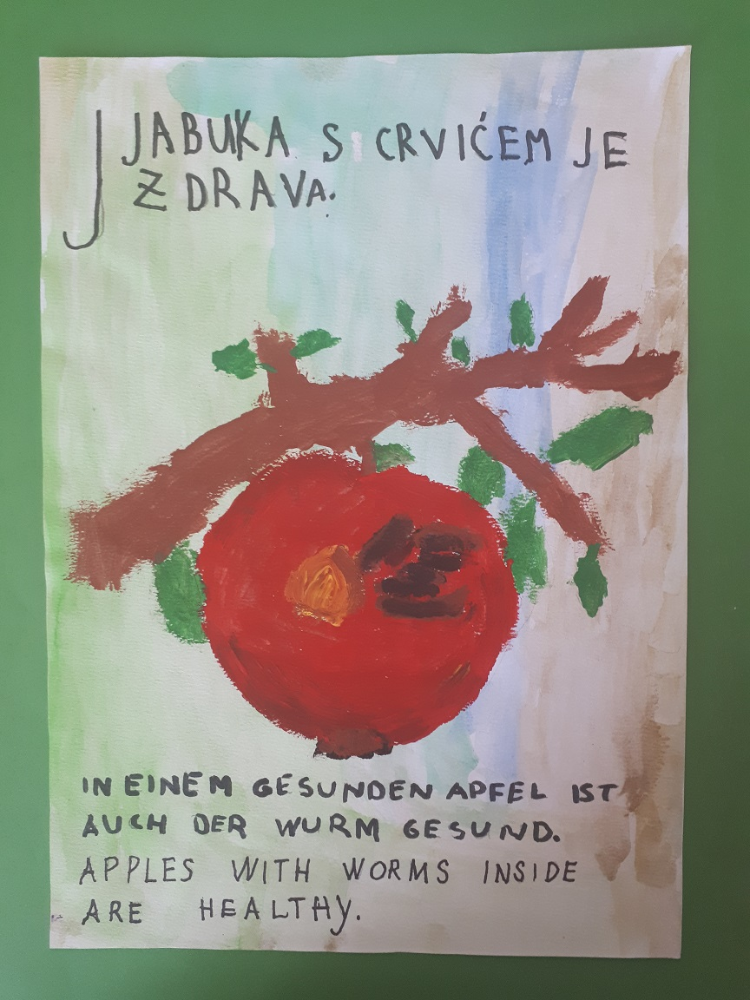 J JABUKA S CRVIĆEM JE
ZDRAVA.
IN EINEM GESUNDEN APFEL IST
AUCH DER WURM GESUND.
APPLES WITH WORMS INSIDE
ARE HEALTHY.